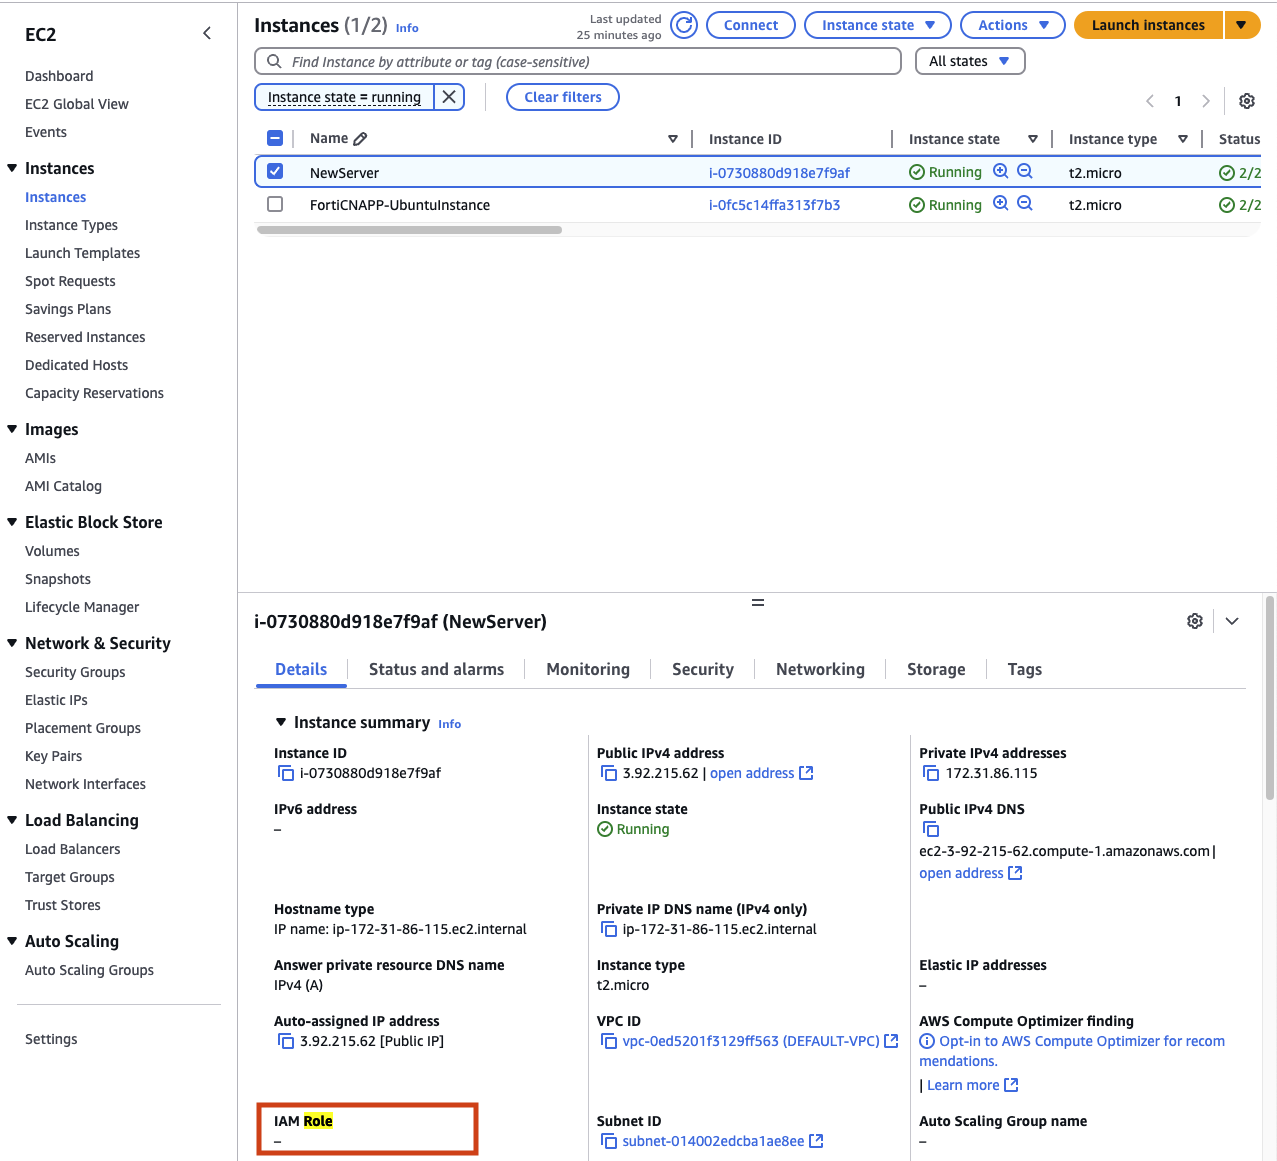 EC2
Dashboard
EC2 Global View
Events
Instances
Instances
Instance Types
Launch Templates
Spot Requests
Savings Plans
Reserved Instances
Dedicated Hosts
Capacity Reservations
Images
AMIs
AMI Catalog
Elastic Block Store
Volumes
Snapshots
Lifecycle Manager
Network & Security
Security Groups
Elastic IPs
Placement Groups
Key Pairs
Network Interfaces
Load Balancing
Load Balancers
Target Groups
Trust Stores
Auto Scaling
Auto Scaling Groups
Settings
Instances (1/2) Info
Last updated
25 minutes ago
Connect
Instance state
Actions
Launch instances
Find Instance by attribute or tag (case-sensitive)
All states
Instance state = running
Clear filters
1
Name Instance ID Instance state Instance type Status
NewServer i-0730880d918e7f9af Running t2.micro 2/2
FortiCNAPP-UbuntuInstance i-0fc5c14ffa313f7b3 Running t2.micro 2/2
i-0730880d918e7f9af (NewServer)
Details Status and alarms Monitoring Security Networking Storage Tags
Instance summary Info
Instance ID
i-0730880d918e7f9af
Public IPv4 address
3.92.215.62 | open address
Private IPv4 addresses
172.31.86.115
IPv6 address
–
Instance state
Running
Public IPv4 DNS
ec2-3-92-215-62.compute-1.amazonaws.com |
open address
Hostname type
IP name: ip-172-31-86-115.ec2.internal
Private IP DNS name (IPv4 only)
ip-172-31-86-115.ec2.internal
Answer private resource DNS name
IPv4 (A)
Instance type
t2.micro
Elastic IP addresses
–
Auto-assigned IP address
3.92.215.62 [Public IP]
VPC ID
vpc-0ed5201f3129ff563 (DEFAULT-VPC)
AWS Compute Optimizer finding
Opt-in to AWS Compute Optimizer for recom
mendations.
| Learn more
IAM Role
–
Subnet ID
subnet-014002edcba1ae8ee
Auto Scaling Group name
–